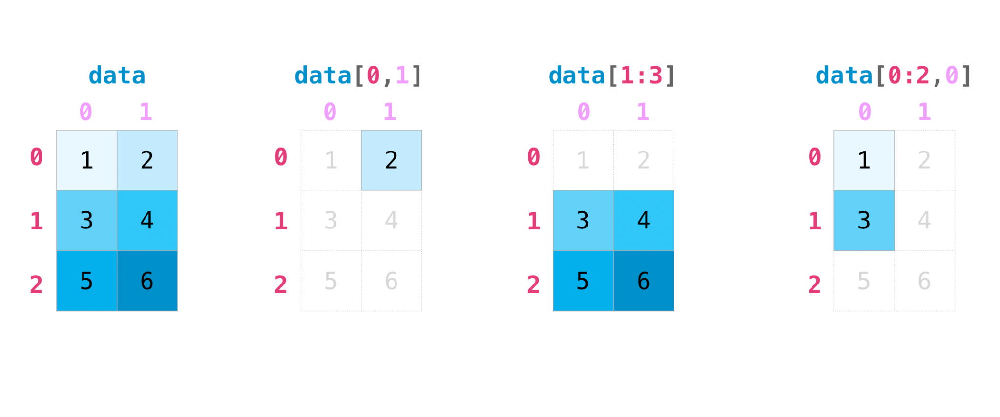 data data[0,1] data[1:3] data[0:2,0]
0 1 0 1 0 1 0 1
0 1 2 0 1 2 0 1 2 0 1 2
1 3 4 1 3 4 1 3 4 1 3 4
2 5 6 2 5 6 2 5 6 2 5 6